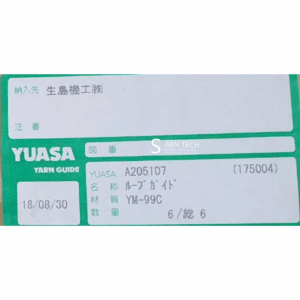 納入先 生島機工㈱
注番
S AEN TECH
図番
YUASA
YARN GUIDE
YUASA A205107 (175004)
名称 ループガイド
18/08/30
材質 YM-99C
数量 6/総 6